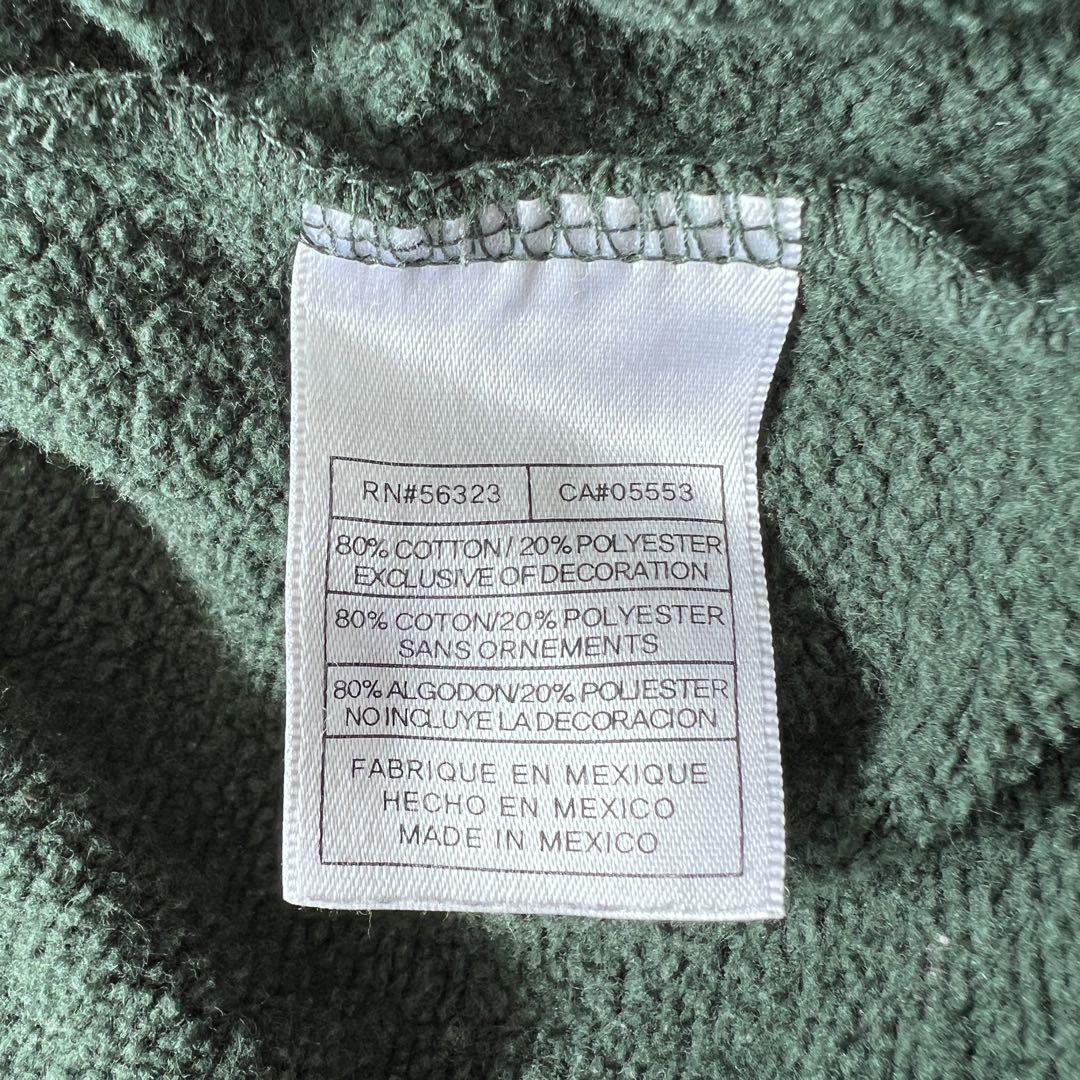 RN#56323 CA#05553
80% COTTON/20% POLYESTER
EXCLUSIVE OF DECORATION
80% COTON/20% POLYESTER
SANS ORNEMENTS
80% ALGODON/20% POLIESTER
NO INCLUYE LA DECORACION
FABRIQUE EN MEXIQUE
HECHO EN MEXICO
MADE IN MEXICO